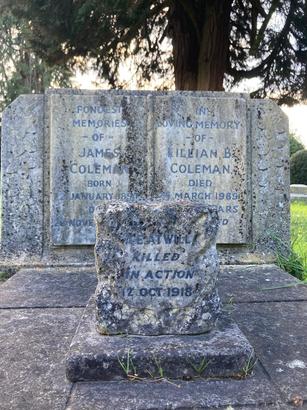 FONDEST
MEMORIES
OF
JAMES
COLEMAN
BORN
JANUARY
IN
LOVING MEMORY
OF
LILLIAN B
COLEMAN
DIED
MARCH 1989
KILLED
IN ACTION
12 OCT 1918